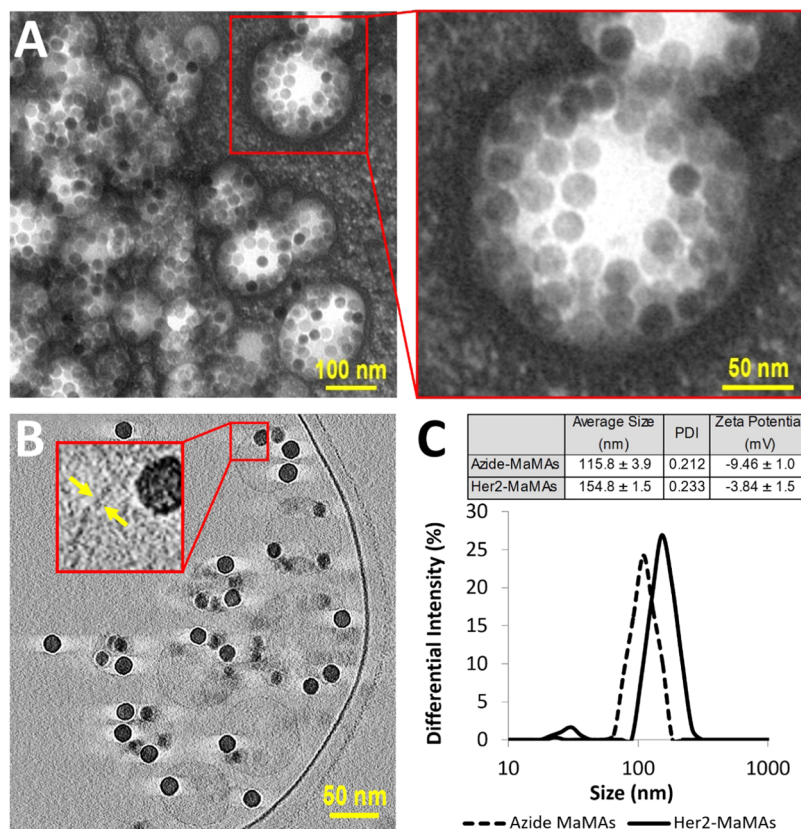 A
100 nm
50 nm
B
50 nm
C
Average Size (nm) PDI Zeta Potential (mV)
Azide-MaMAs 115.8 ± 3.9 0.212 -9.46 ± 1.0
Her2-MaMAs 154.8 ± 1.5 0.233 -3.84 ± 1.5
Differential Intensity (%)
30
25
20
15
10
5
0
10 100 1000
Size (nm)
Azide MaMAs Her2-MaMAs